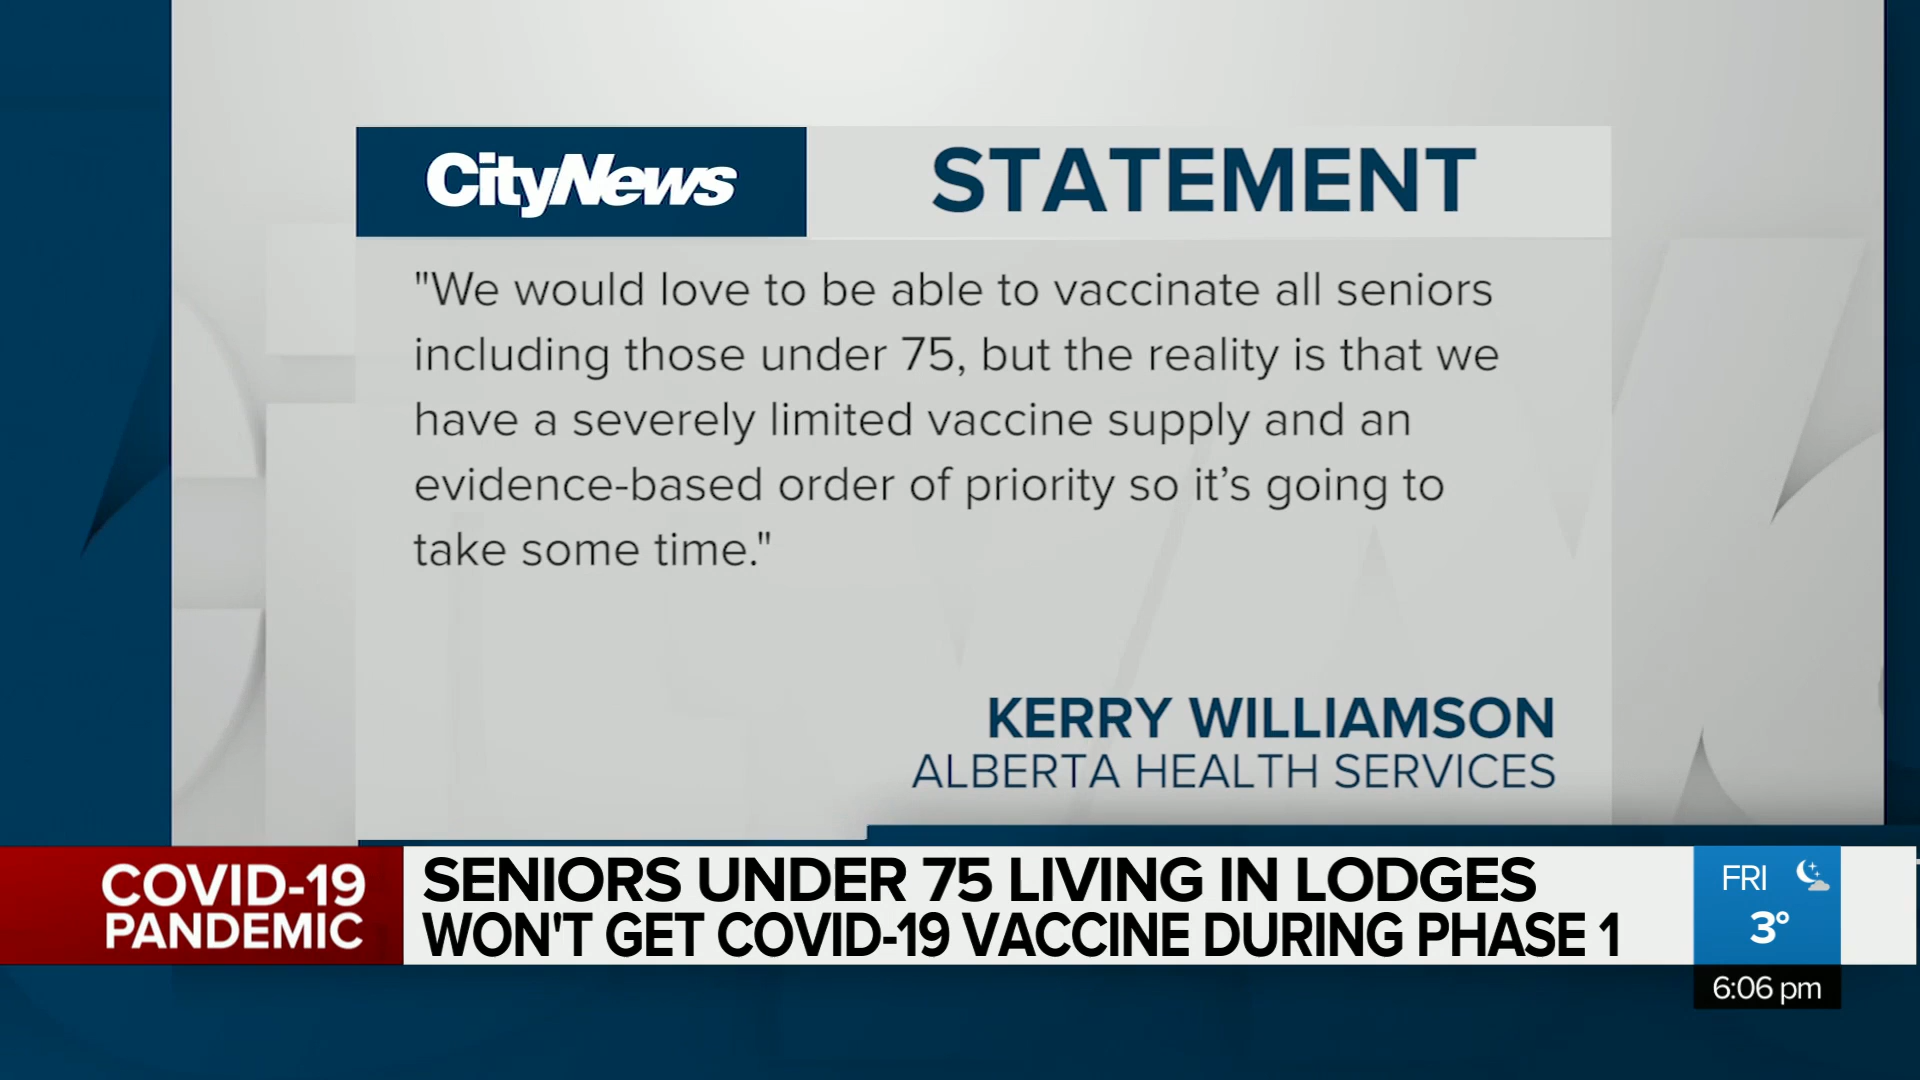 CityNews
STATEMENT
"We would love to be able to vaccinate all seniors
including those under 75, but the reality is that we
have a severely limited vaccine supply and an
evidence-based order of priority so it’s going to
take some time."
KERRY WILLIAMSON
ALBERTA HEALTH SERVICES
COVID-19
PANDEMIC
SENIORS UNDER 75 LIVING IN LODGES
WON'T GET COVID-19 VACCINE DURING PHASE 1
FRI
3°
6:06 pm